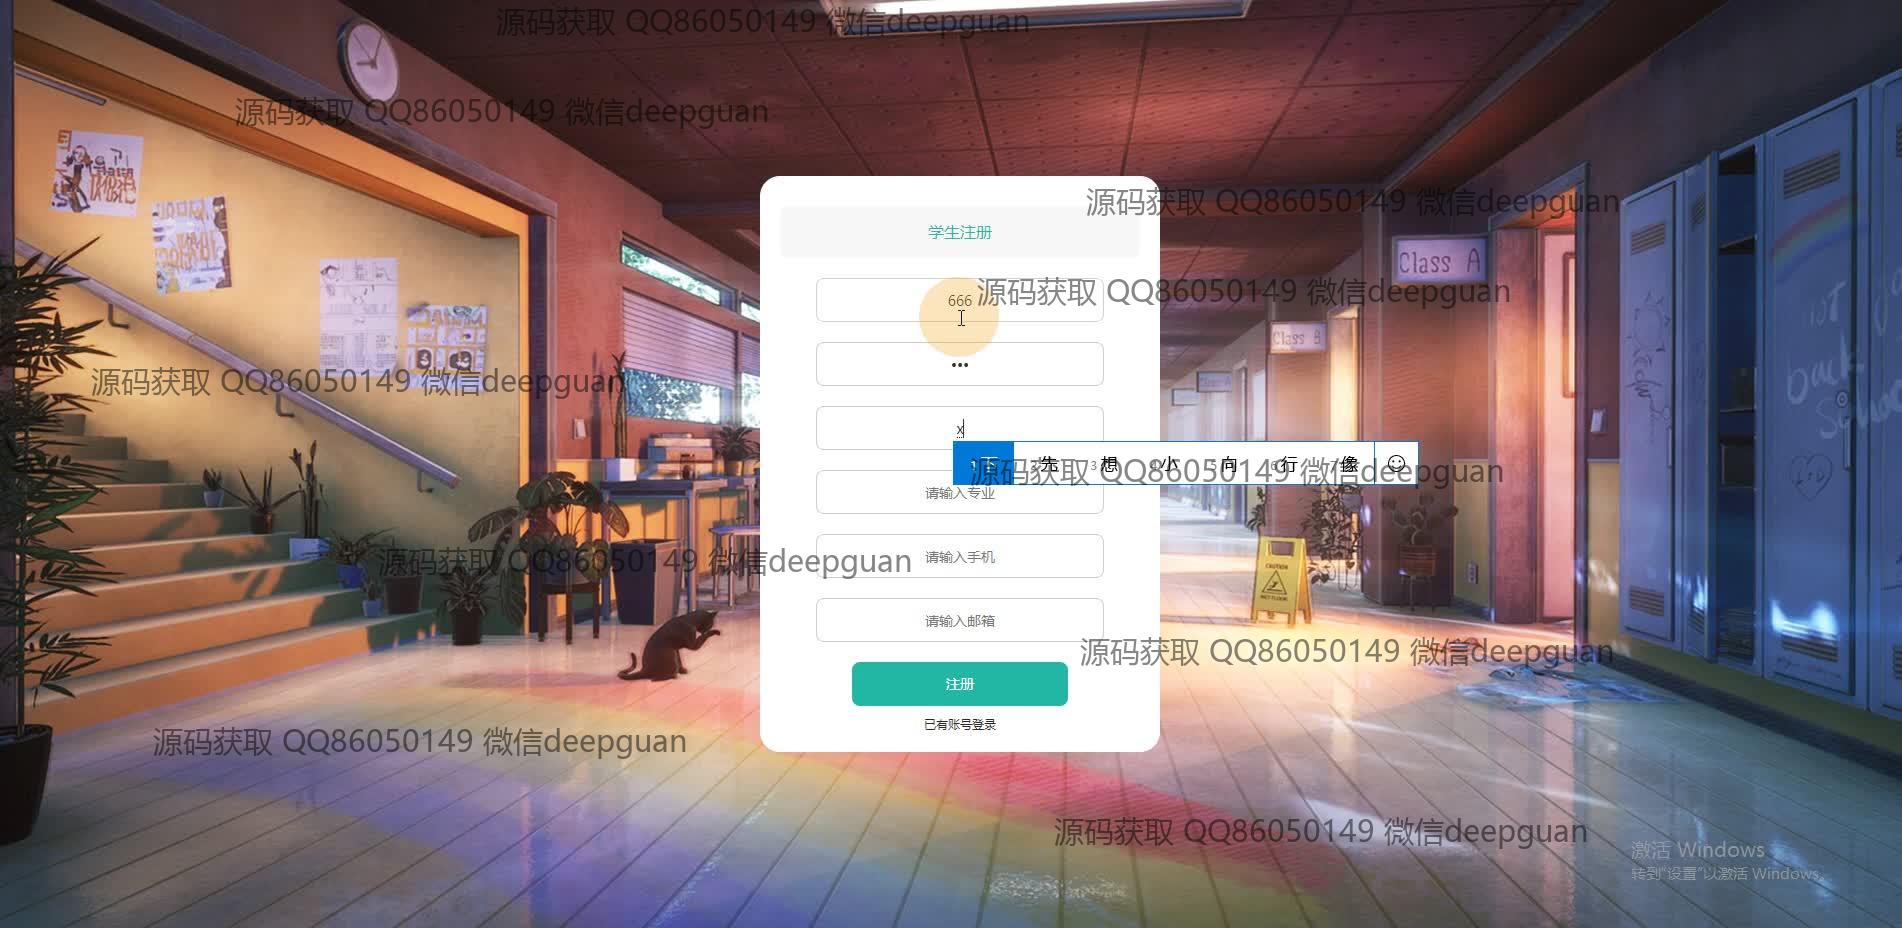 源码获取 QQ86050149 微信deepguan
源码获取 QQ86050149 微信deepguan
源码获取 QQ86050149 微信deepguan
学生注册
Class A
666
源码获取 QQ86050149 微信deepguan
Class B
•••
源码获取 QQ86050149 微信deepguan
x
1 下 2 先 3 想 4 小 5 向 6 行 7 像
源码获取 QQ86050149 微信deepguan
请输入专业
请输入手机
源码获取 QQ86050149 微信deepguan
CAUTION
请输入邮箱
源码获取 QQ86050149 微信deepguan
注册
已有账号登录
源码获取 QQ86050149 微信deepguan
源码获取 QQ86050149 微信deepguan
激活 Windows
转到"设置"以激活 Windows。